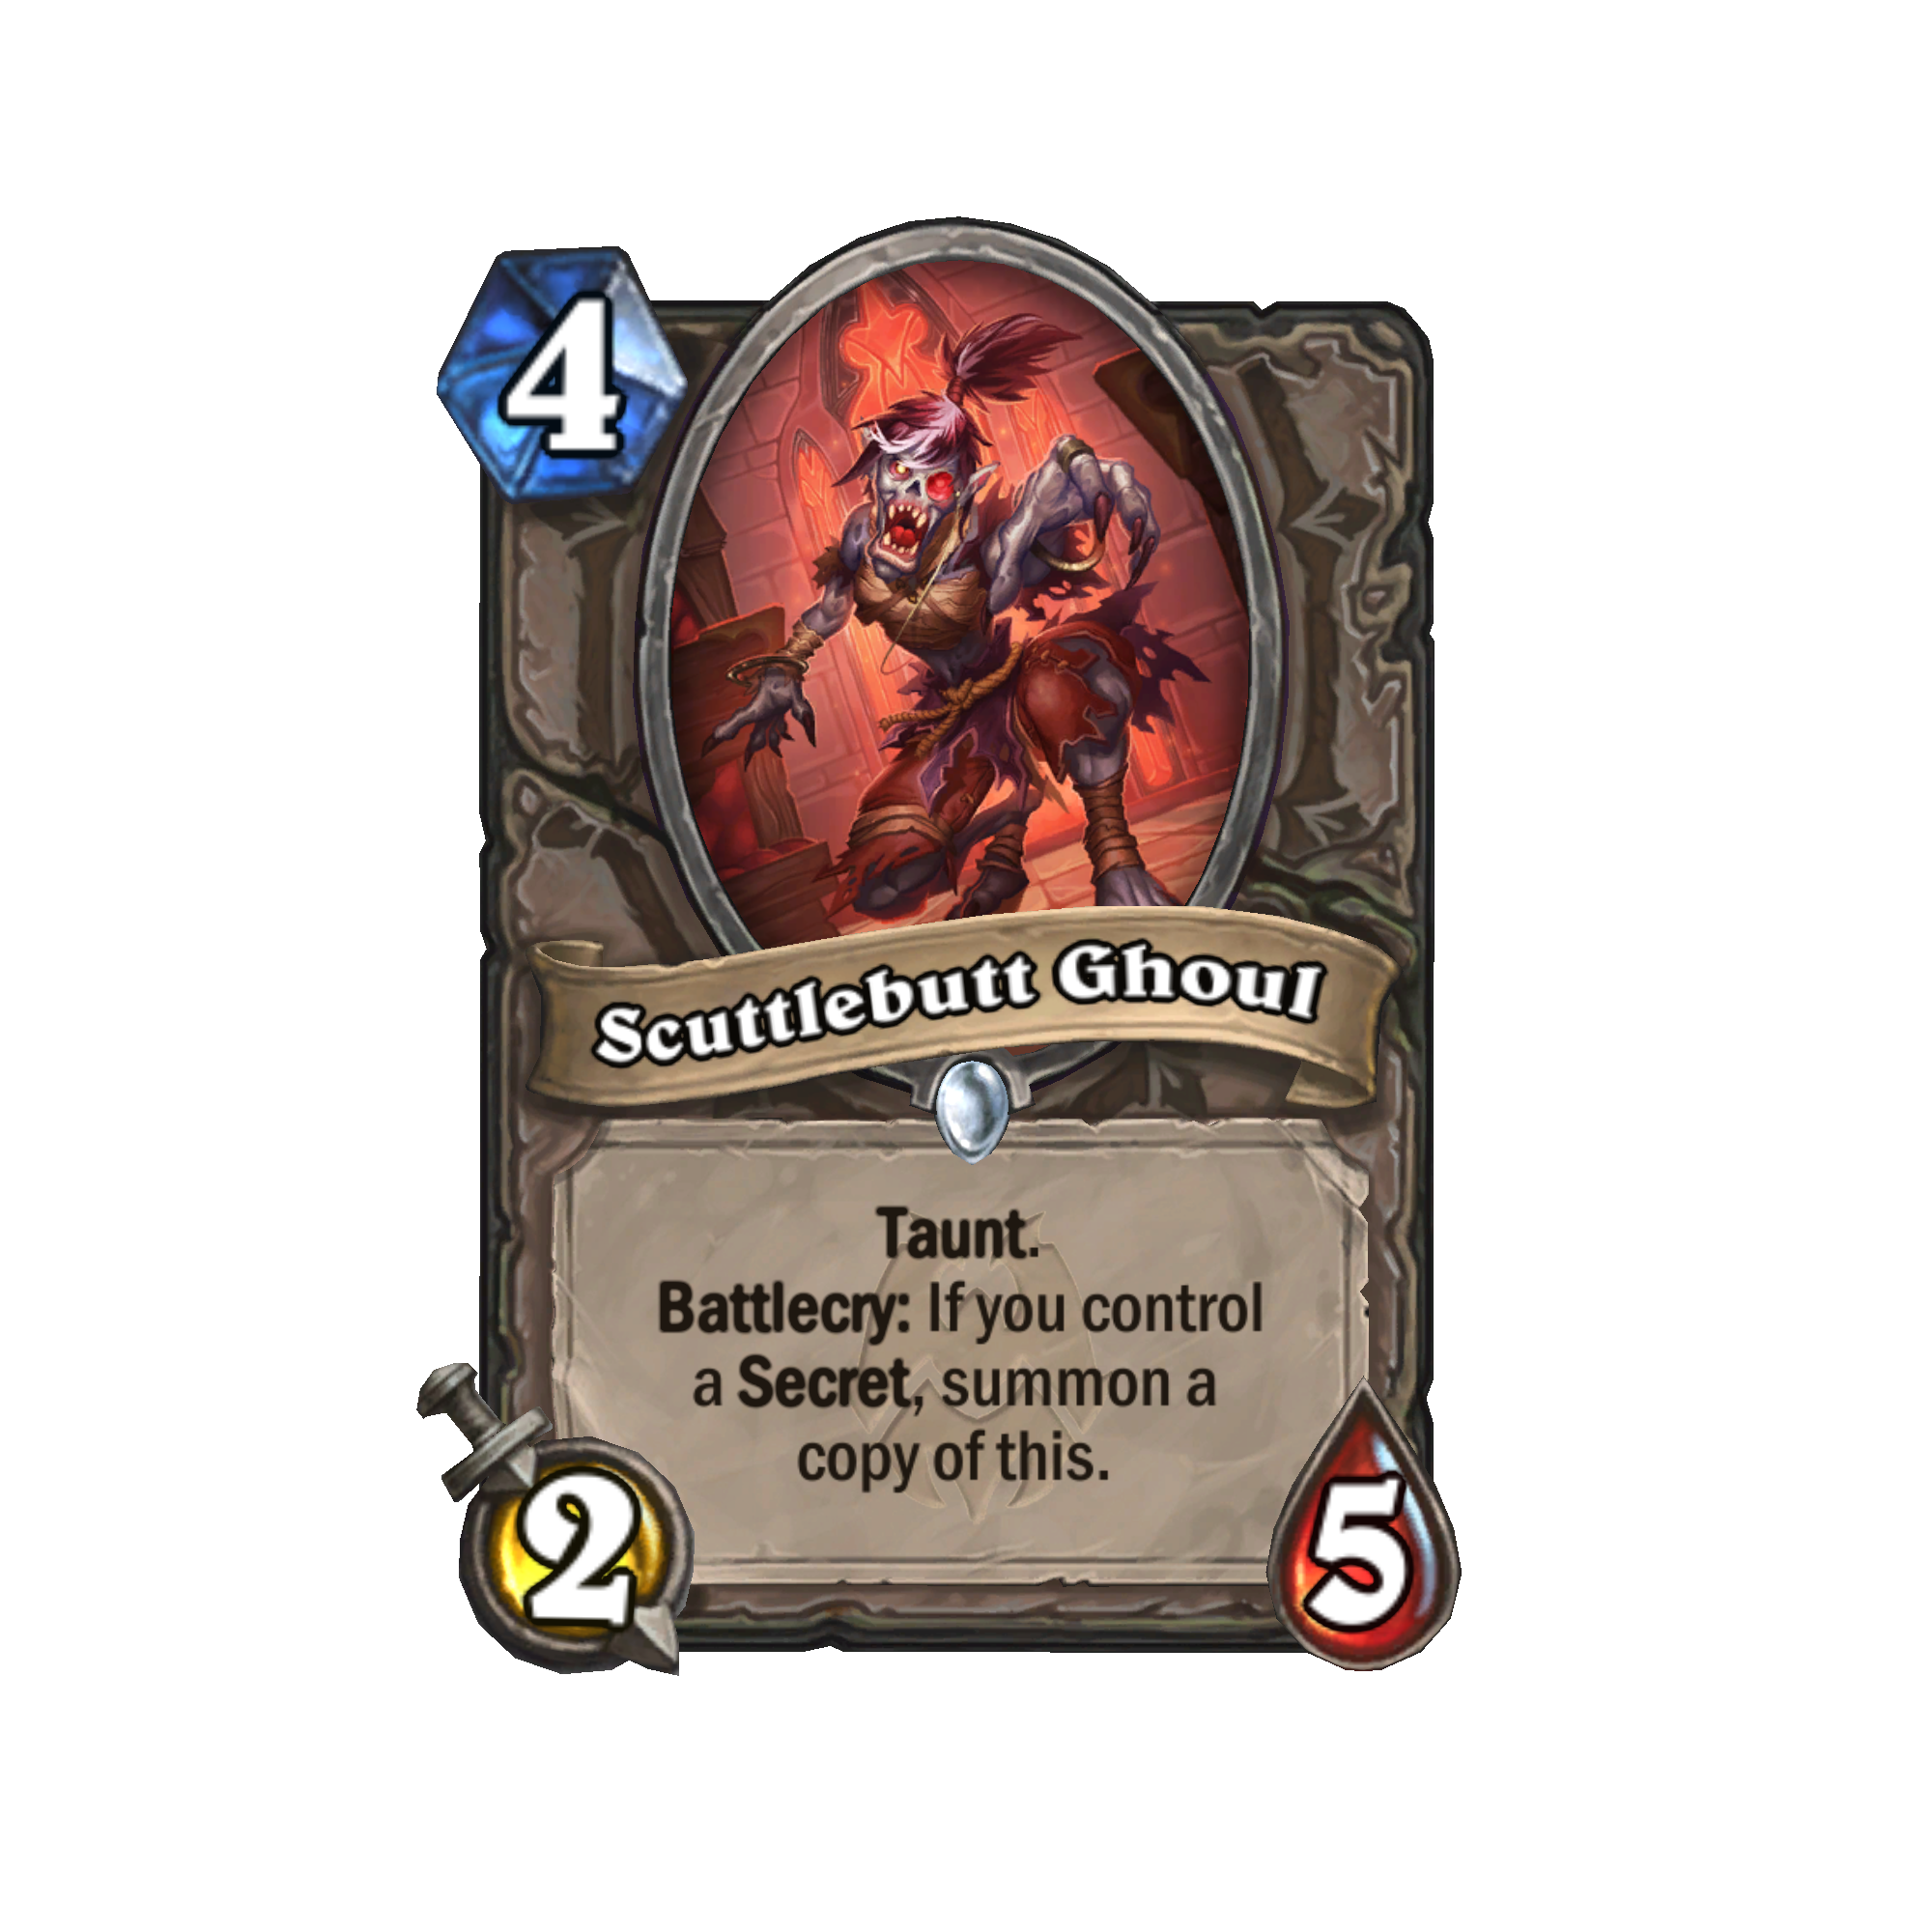 4
Scuttlebutt Ghoul
Taunt.
Battlecry: If you control
a Secret, summon a
copy of this.
2
5